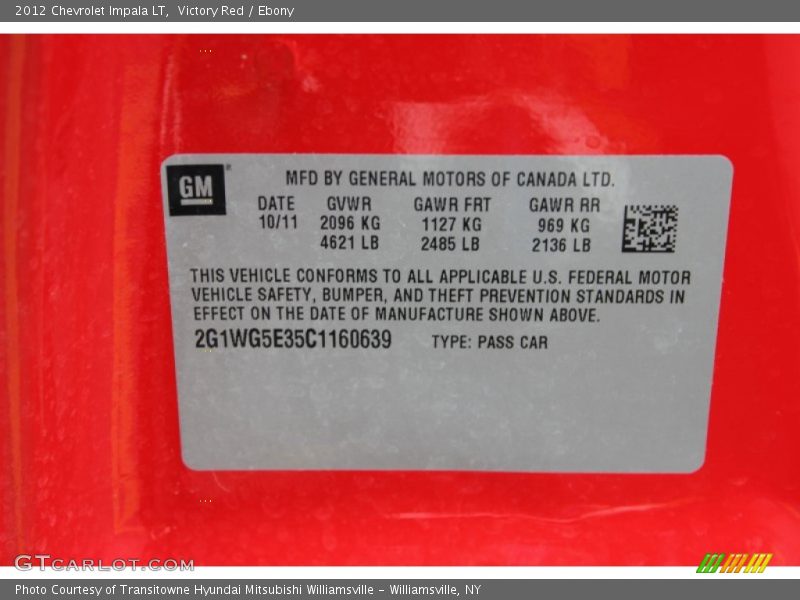 2012 Chevrolet Impala LT, Victory Red / Ebony
GM
MFD BY GENERAL MOTORS OF CANADA LTD.
DATE GVWR GAWR FRT GAWR RR
10/11 2096 KG 1127 KG 969 KG
4621 LB 2485 LB 2136 LB
THIS VEHICLE CONFORMS TO ALL APPLICABLE U.S. FEDERAL MOTOR
VEHICLE SAFETY, BUMPER, AND THEFT PREVENTION STANDARDS IN
EFFECT ON THE DATE OF MANUFACTURE SHOWN ABOVE.
2G1WG5E35C1160639 TYPE: PASS CAR
GTCARLOT.COM
Photo Courtesy of Transitowne Hyundai Mitsubishi Williamsville - Williamsville, NY